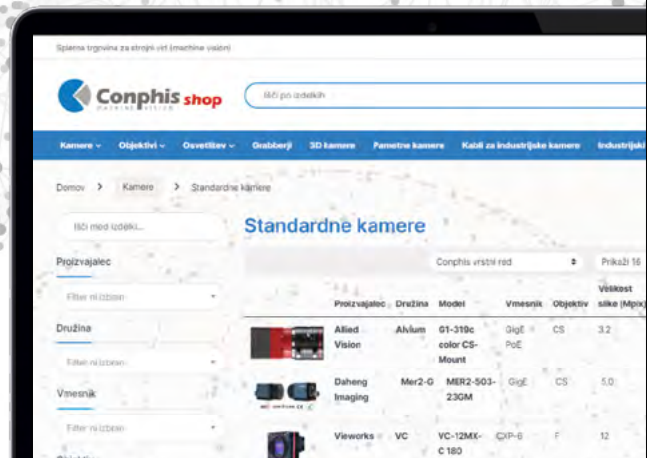 Spletna trgovina za strojni vid (machine vision)
Conphis shop
MACHINE VISION
Išči po izdelkih
Kamere Objektivi Osvetlitev Grabberji 3D kamere Pametne kamere Kabli za industrijske kamere Industrijski
Domov > Kamere > Standardne kamere
Išči med izdelki...
Standardne kamere
Proizvajalec
Conphis vrstni red
Prikaži 16
Filter ni izbran
Proizvajalec Družina Model Vmesnik Objektiv Velikost slike (Mpix)
Družina
Allied Vision Alvium G1-319c color CS-Mount GigE PoE CS 3.2
Filter ni izbran
Vmesnik
Daheng Imaging Mer2-G MER2-503-23GM GigE CS 5.0
Filter ni izbran
Vieworks VC VC-12MX-C 180 CXP-6 F 12